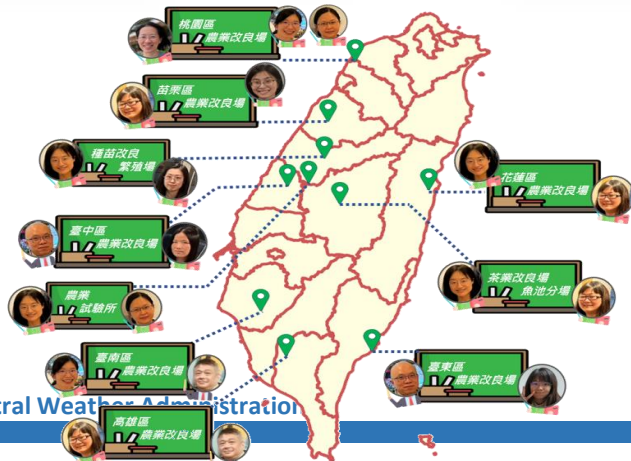 桃園區
農業改良場
苗栗區
農業改良場
種苗改良
繁殖場
花蓮區
農業改良場
臺中區
農業改良場
茶業改良場
魚池分場
農業
試驗所
臺南區
農業改良場
臺東區
農業改良場
tral Weather Administration
高雄區
農業改良場